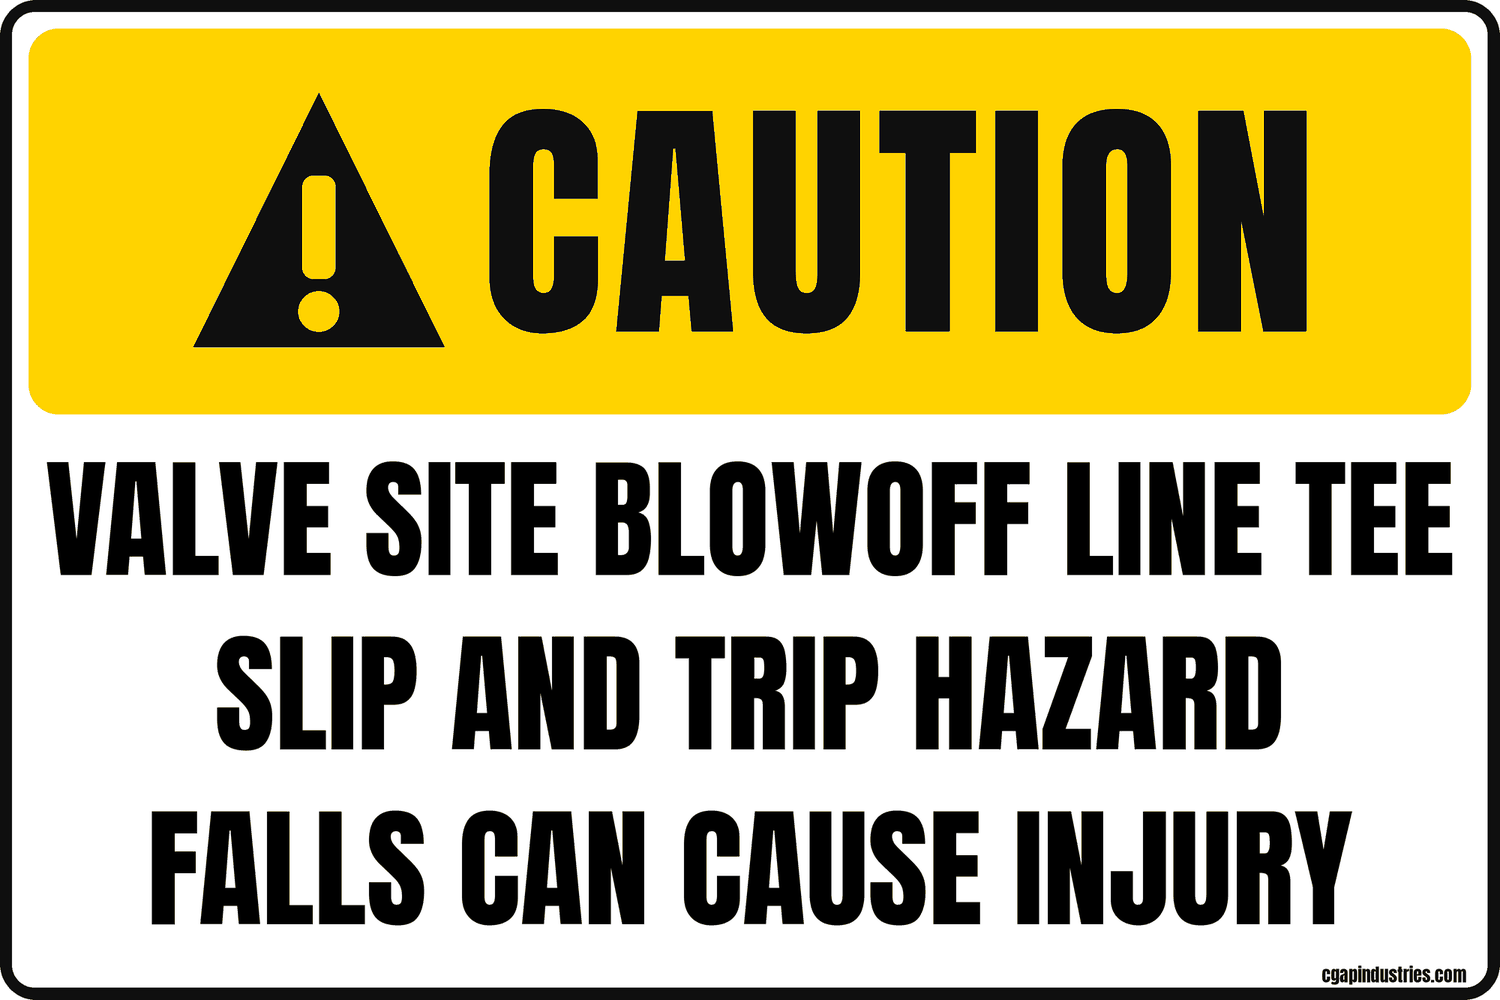 CAUTION
VALVE SITE BLOWOFF LINE TEE
SLIP AND TRIP HAZARD
FALLS CAN CAUSE INJURY
cgapindustries.com